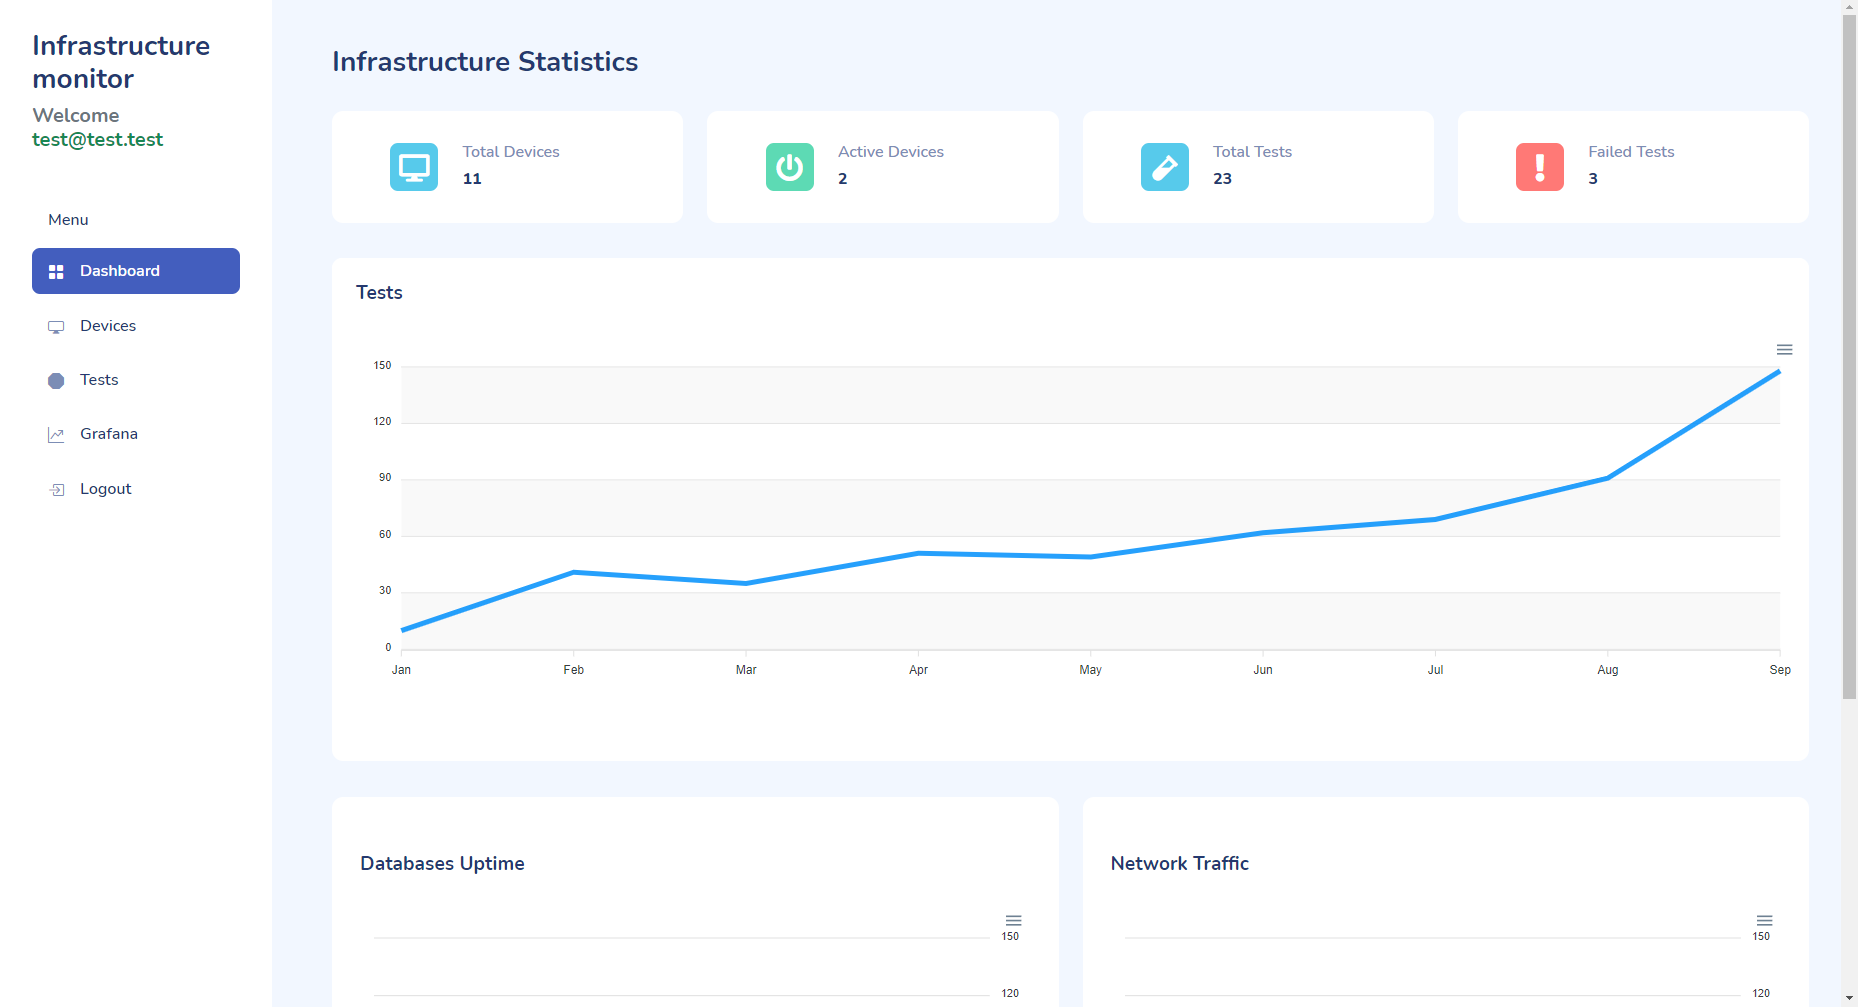 Infrastructure
monitor
Welcome
test@test.test
Menu
Dashboard
Devices
Tests
Grafana
Logout
Infrastructure Statistics
Total Devices
11
Active Devices
2
Total Tests
23
Failed Tests
3
Tests
150
120
90
60
30
0
Jan Feb Mar Apr May Jun Jul Aug Sep
Databases Uptime
150
120
Network Traffic
150
120